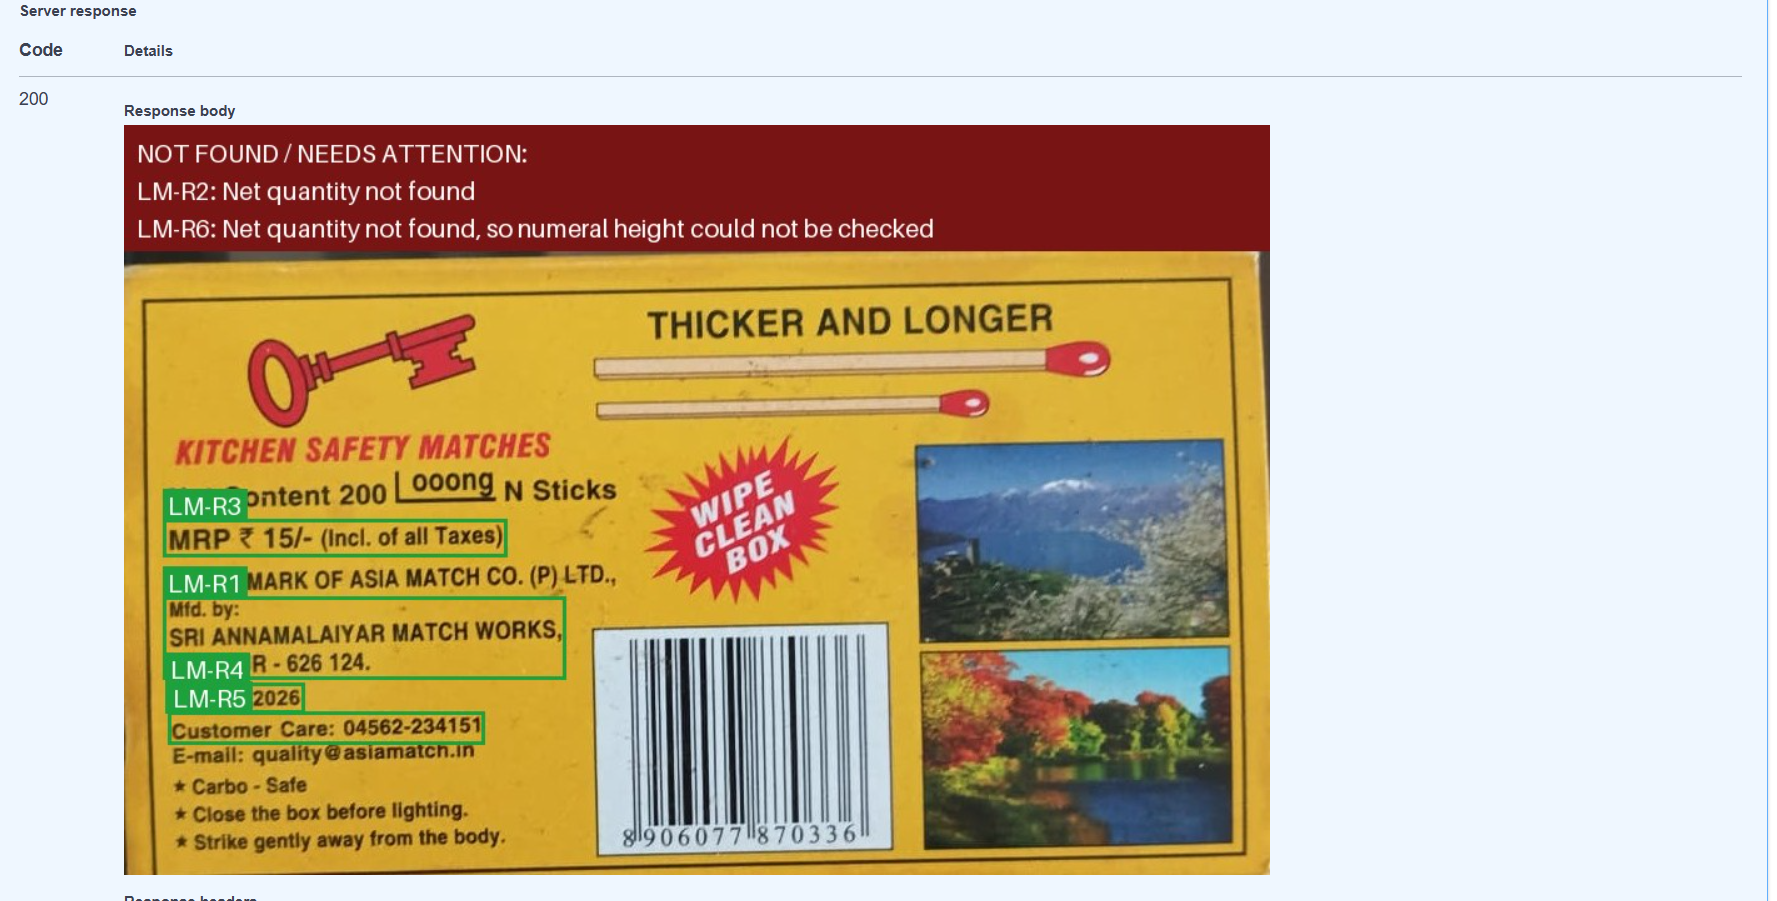 Server response
Code Details
200
Response body
NOT FOUND / NEEDS ATTENTION:
LM-R2: Net quantity not found
LM-R6: Net quantity not found, so numeral height could not be checked
THICKER AND LONGER
KITCHEN SAFETY MATCHES
ontent 200 Looong N Sticks
LM-R3
MRP ₹ 15/- (Incl. of all Taxes)
WIPE
CLEAN
BOX
LM-R1 MARK OF ASIA MATCH CO. (P) LTD.,
Mfd. by:
SRI ANNAMALAIYAR MATCH WORKS,
LM-R4 R - 626 124.
LM-R5 2026
Customer Care: 04562-234151
E-mail: quality@asiamatch.in
★ Carbo - Safe
★ Close the box before lighting.
★ Strike gently away from the body.
8906077870336
Response headers